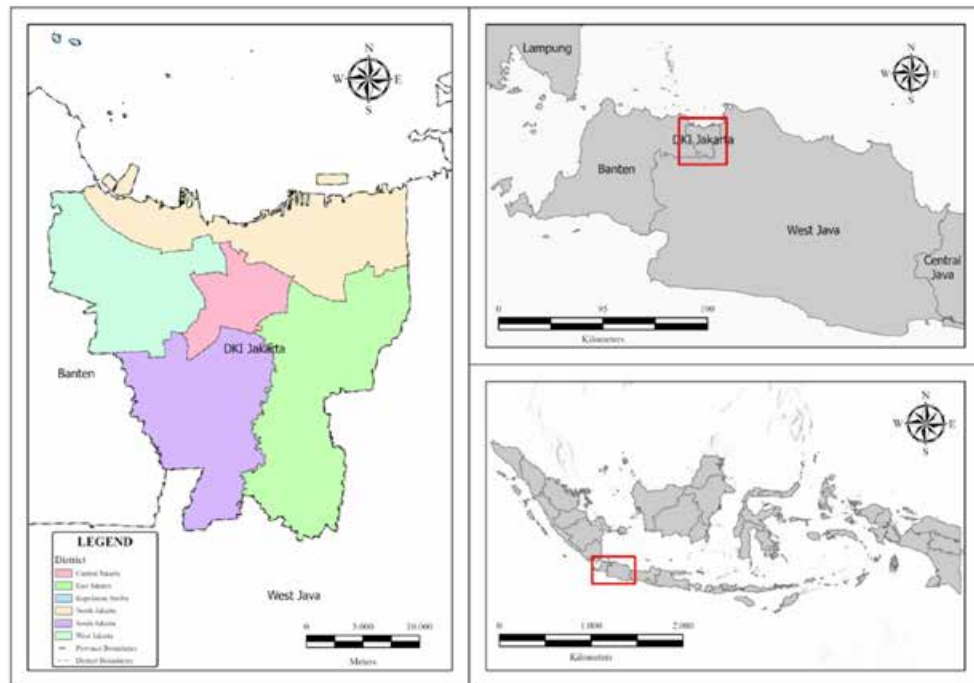 N
W E
S
Banten
DKI Jakarta
West Java
LEGEND
District
Central Jakarta
East Jakarta
Kepulauan Seribu
North Jakarta
South Jakarta
West Jakarta
Province Boundaries
District Boundaries
0 5.000 10.000
Meters
Lampung
N
W E
S
DKI Jakarta
Banten
West Java
Central
Java
0 95 190
Kilometers
N
W E
S
0 1.000 2.000
Kilometers